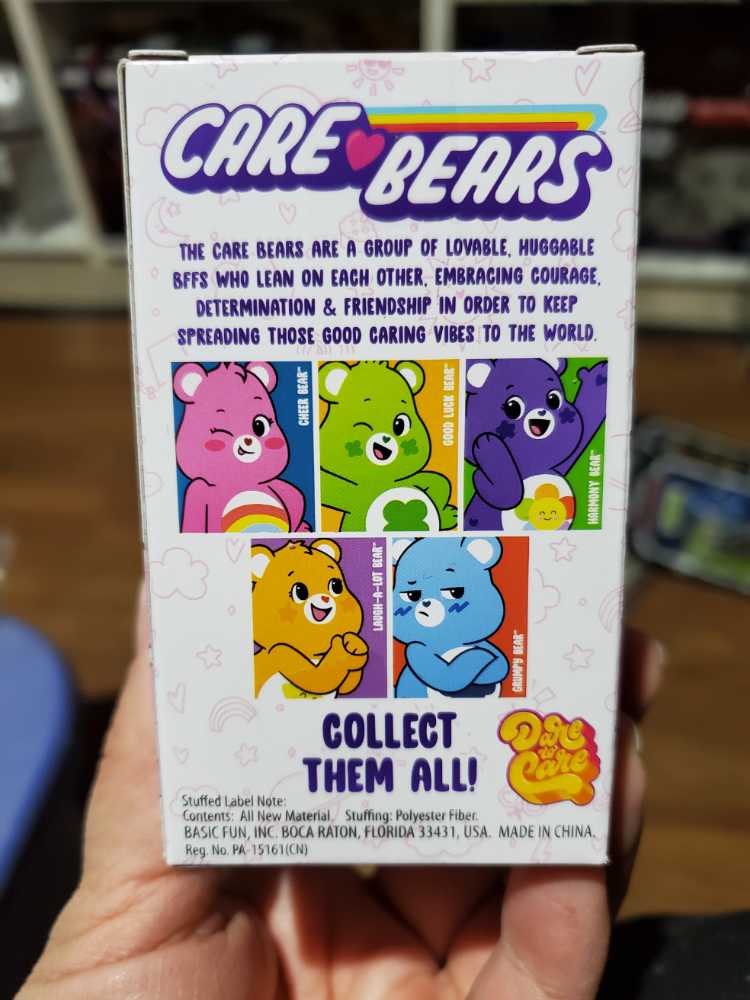 CARE BEARS™
THE CARE BEARS ARE A GROUP OF LOVABLE, HUGGABLE
BFFS WHO LEAN ON EACH OTHER, EMBRACING COURAGE,
DETERMINATION & FRIENDSHIP IN ORDER TO KEEP
SPREADING THOSE GOOD CARING VIBES TO THE WORLD.
CHEER BEAR™
GOOD LUCK BEAR™
HARMONY BEAR™
LAUGH-A-LOT BEAR™
GRUMPY BEAR™
COLLECT
THEM ALL!
Dare
to
Care
Stuffed Label Note:
Contents: All New Material. Stuffing: Polyester Fiber.
BASIC FUN, INC. BOCA RATON, FLORIDA 33431, USA. MADE IN CHINA.
Reg. No. PA-15161(CN)